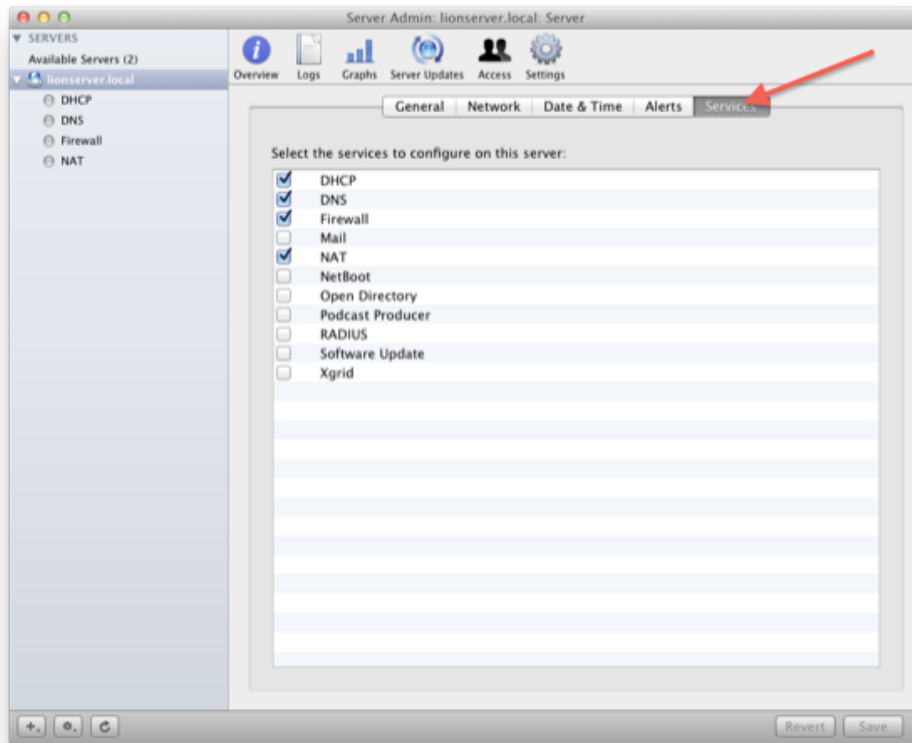 Server Admin: lionserver.local: Server
SERVERS
Available Servers (2)
lionserver.local
DHCP
DNS
Firewall
NAT
Overview Logs Graphs Server Updates Access Settings
General Network Date & Time Alerts Services
Select the services to configure on this server:
DHCP
DNS
Firewall
Mail
NAT
NetBoot
Open Directory
Podcast Producer
RADIUS
Software Update
Xgrid
Revert Save